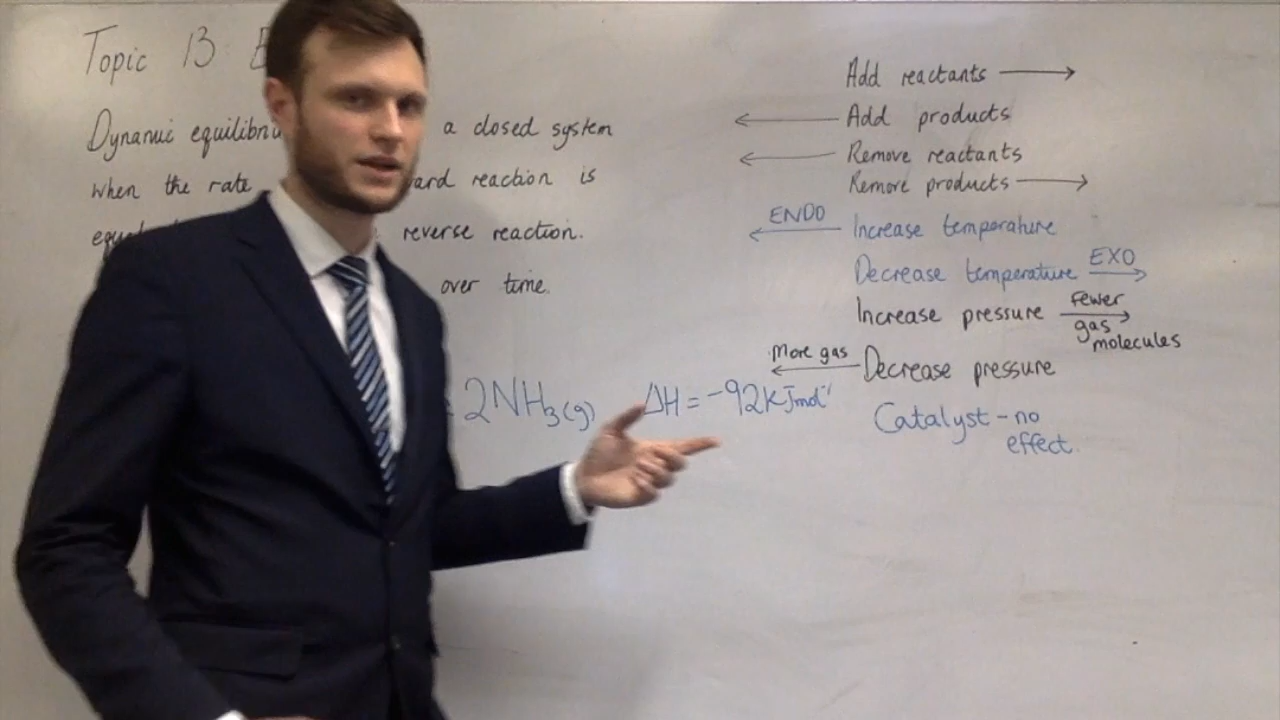 Topic 13
Dynamic a closed system
when the rate reaction is
reverse reaction.
over time.
2NH₃(g) ΔH = -92kJmol⁻¹
Add reactants →
← Add products
← Remove reactants
Remove products →
← ENDO Increase temperature
Decrease temperature EXO →
Increase pressure fewer →
gas
molecules
← More gas Decrease pressure
Catalyst - no
effect.